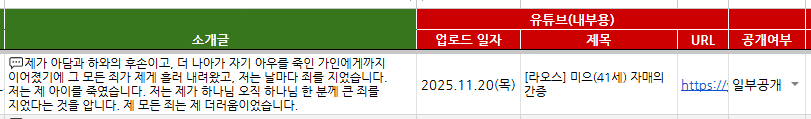 유튜브(내부용)
소개글
업로드 일자
제목
URL
공개여부
💬제가 아담과 하와의 후손이고, 더 나아가 자기 아우를 죽인 가인에게까지
이어졌기에 그 모든 죄가 제게 흘러 내려왔고, 저는 날마다 죄를 지었습니다.
저는 제 아이를 죽였습니다. 저는 제가 하나님 오직 하나님 한 분께 큰 죄를
지었다는 것을 압니다. 제 모든 죄는 제 더러움이었습니다.
2025.11.20(목)
[라오스] 미으(41세) 자매의
간증
https://
일부공개